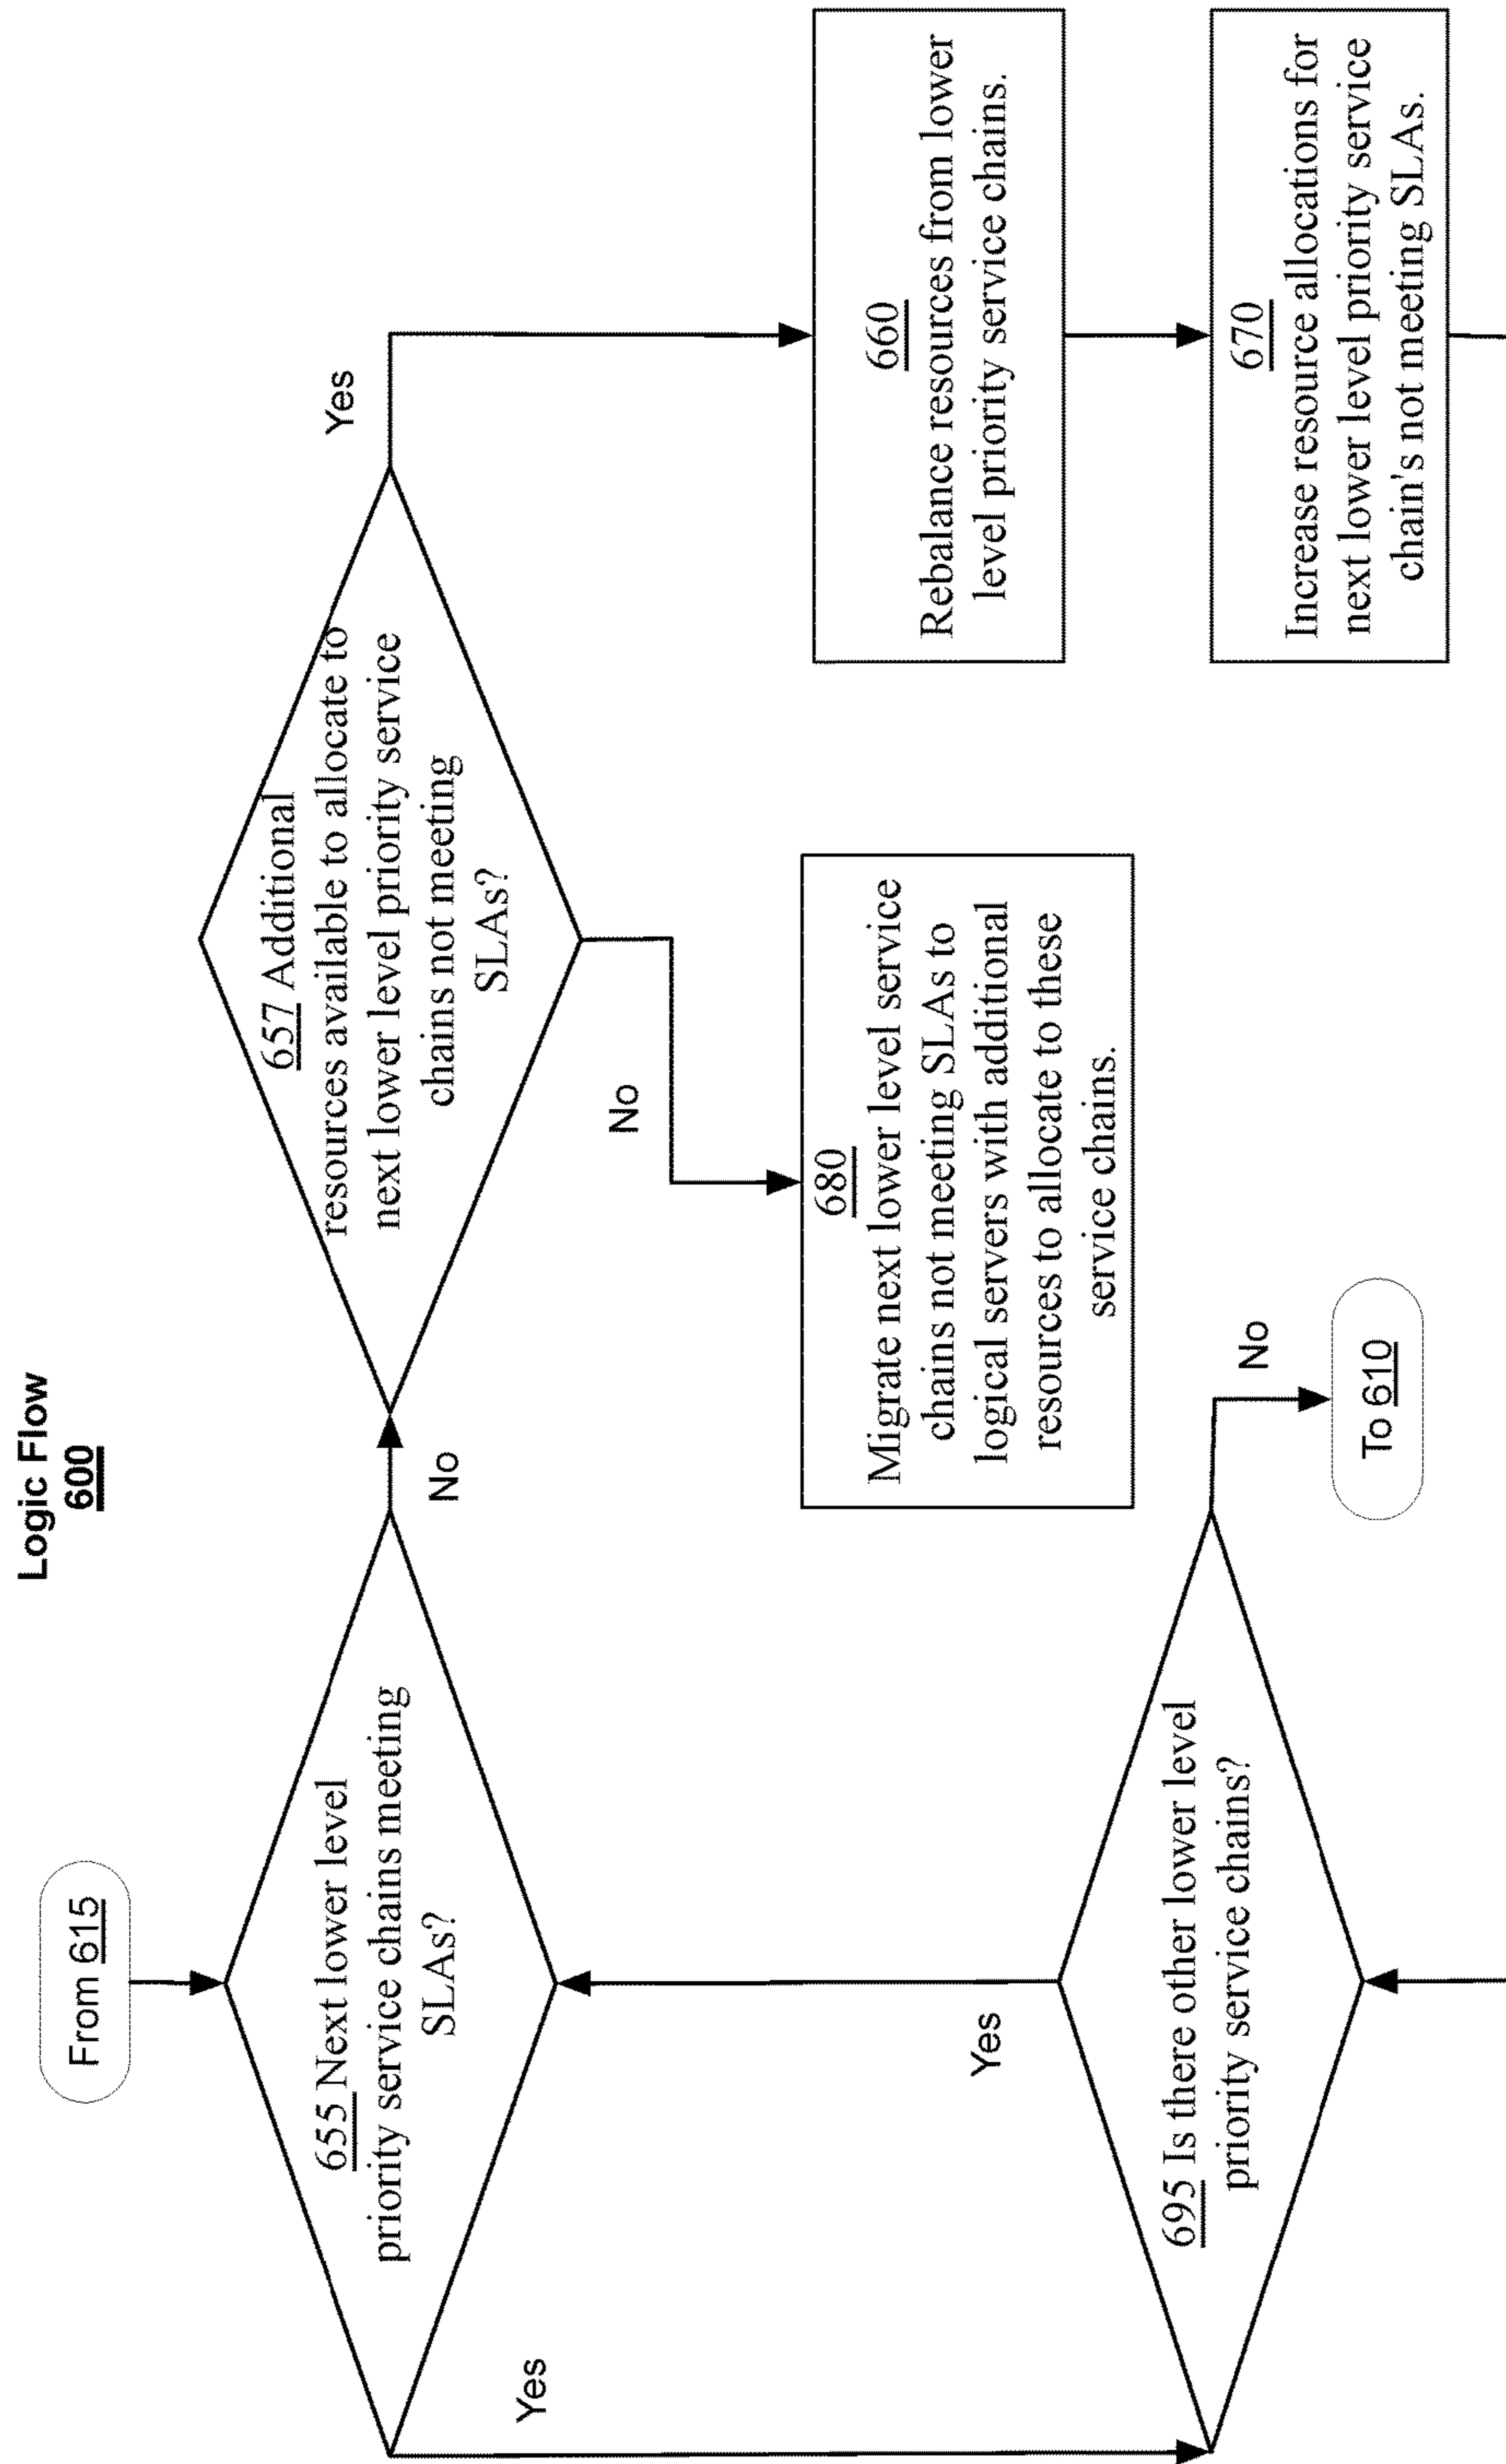 Logic Flow
600
From 615
655 Next lower level
priority service chains meeting
SLAs?
No
Yes
657 Additional
resources available to allocate to
next lower level priority service
chains not meeting
SLAs?
Yes
No
660
Rebalance resources from lower
level priority service chains.
680
Migrate next lower level service
chains not meeting SLAs to
logical servers with additional
resources to allocate to these
service chains.
670
Increase resource allocations for
next lower level priority service
chain's not meeting SLAs.
Yes
695 Is there other lower level
priority service chains?
No
To 610